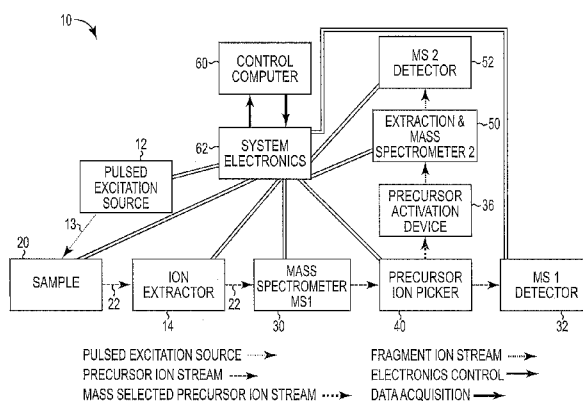 10
60
CONTROL
COMPUTER
MS 2
DETECTOR
52
62
SYSTEM
ELECTRONICS
EXTRACTION &
MASS
SPECTROMETER 2
50
12
PULSED
EXCITATION
SOURCE
13
PRECURSOR
ACTIVATION
DEVICE
36
20
SAMPLE
22
ION
EXTRACTOR
14
22
MASS
SPECTROMETER
MS1
30
PRECURSOR
ION PICKER
40
MS 1
DETECTOR
32
PULSED EXCITATION SOURCE
PRECURSOR ION STREAM
MASS SELECTED PRECURSOR ION STREAM
FRAGMENT ION STREAM
ELECTRONICS CONTROL
DATA ACQUISITION